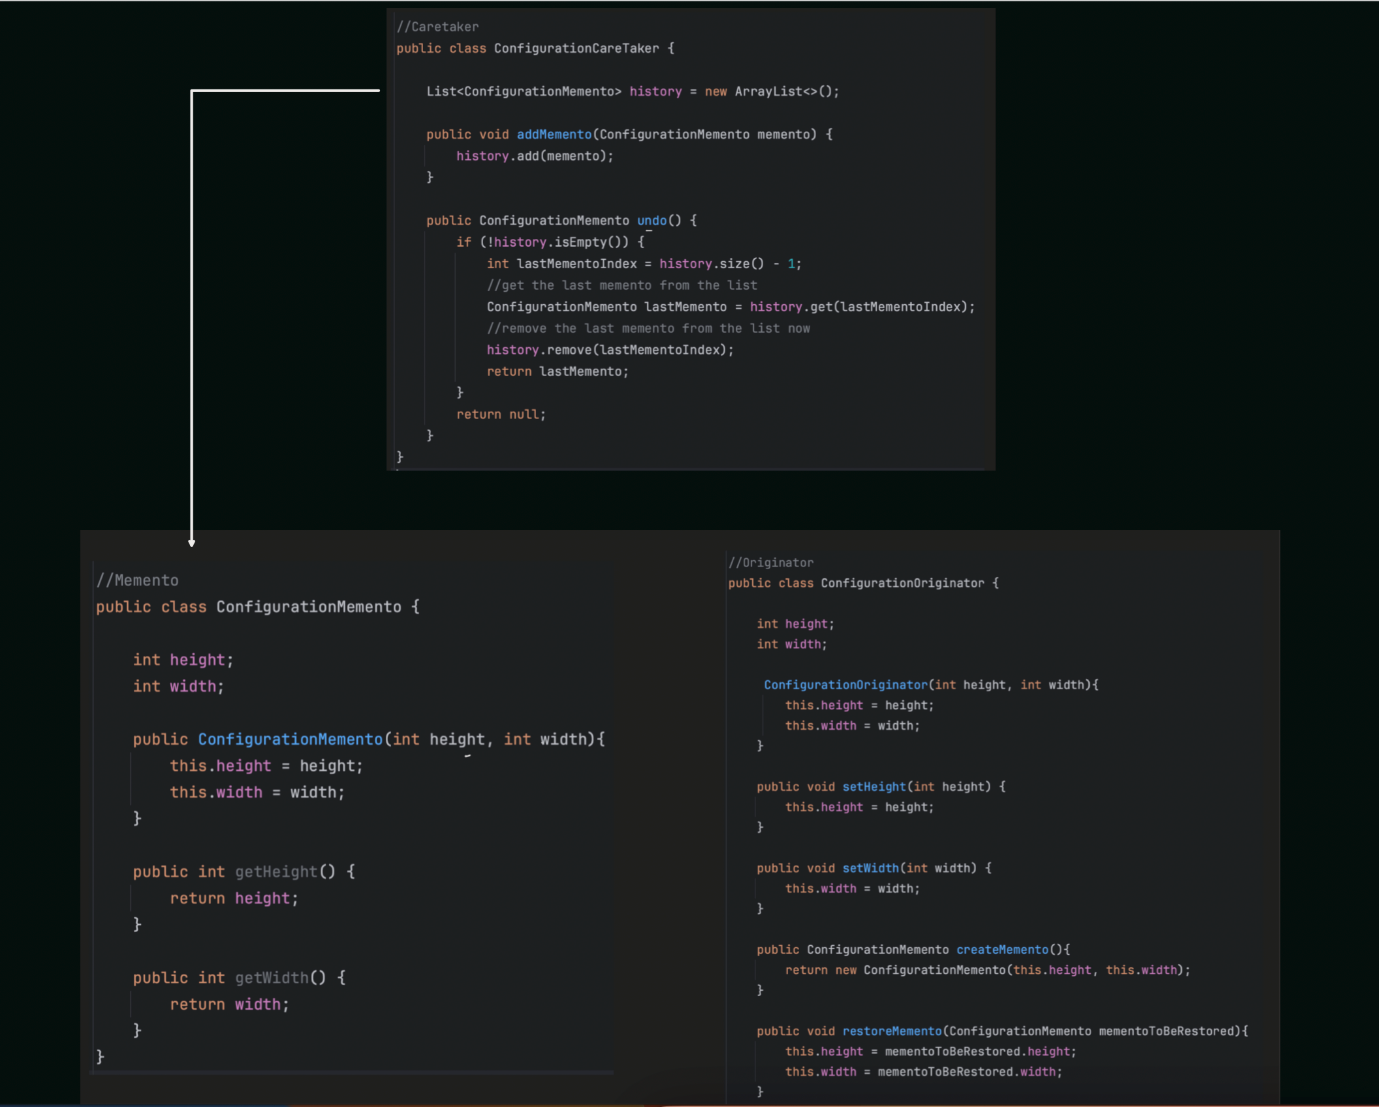 //Caretaker
public class ConfigurationCareTaker {
List<ConfigurationMemento> history = new ArrayList<>();
public void addMemento(ConfigurationMemento memento) {
history.add(memento);
}
public ConfigurationMemento undo() {
if (!history.isEmpty()) {
int lastMementoIndex = history.size() - 1;
//get the last memento from the list
ConfigurationMemento lastMemento = history.get(lastMementoIndex);
//remove the last memento from the list now
history.remove(lastMementoIndex);
return lastMemento;
}
return null;
}
}
//Memento
public class ConfigurationMemento {
int height;
int width;
public ConfigurationMemento(int height, int width){
this.height = height;
this.width = width;
}
public int getHeight() {
return height;
}
public int getWidth() {
return width;
}
}
//Originator
public class ConfigurationOriginator {
int height;
int width;
ConfigurationOriginator(int height, int width){
this.height = height;
this.width = width;
}
public void setHeight(int height) {
this.height = height;
}
public void setWidth(int width) {
this.width = width;
}
public ConfigurationMemento createMemento(){
return new ConfigurationMemento(this.height, this.width);
}
public void restoreMemento(ConfigurationMemento mementoToBeRestored){
this.height = mementoToBeRestored.height;
this.width = mementoToBeRestored.width;
}